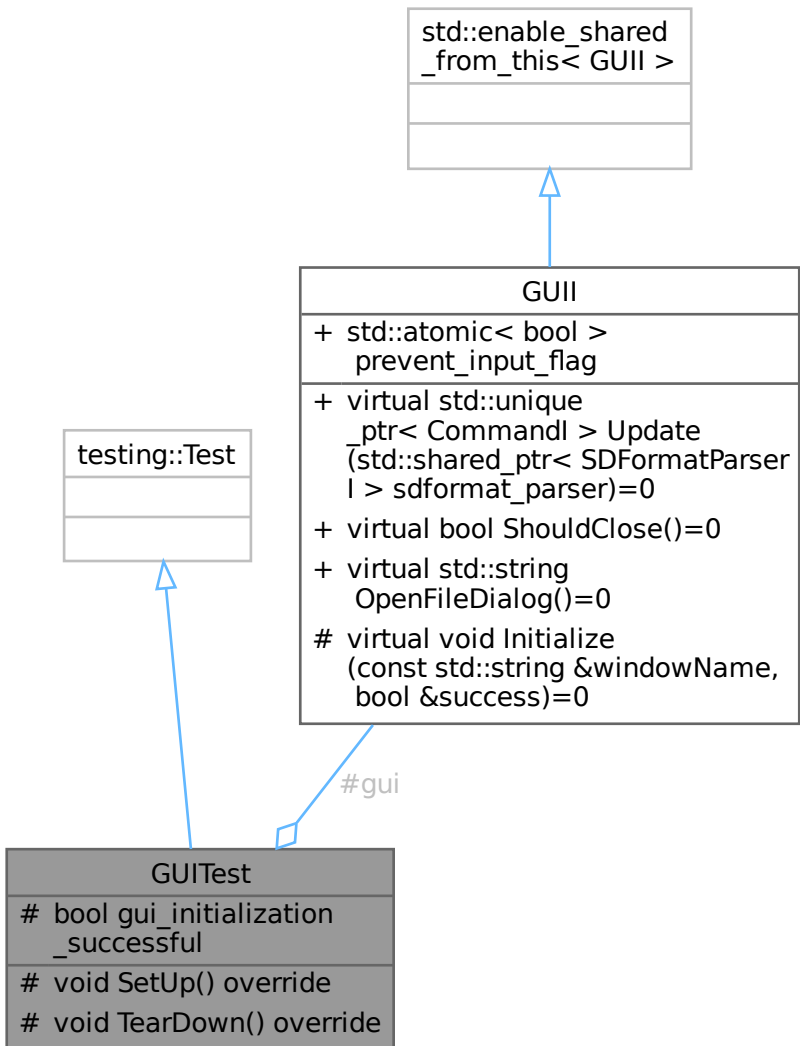 std::enable_shared
_from_this< GUII >
GUII
+ std::atomic< bool >
prevent_input_flag
+ virtual std::unique
_ptr< CommandI > Update
(std::shared_ptr< SDFormatParser
I > sdformat_parser)=0
+ virtual bool ShouldClose()=0
+ virtual std::string
OpenFileDialog()=0
# virtual void Initialize
(const std::string &windowName,
bool &success)=0
testing::Test
#gui
GUITest
# bool gui_initialization
_successful
# void SetUp() override
# void TearDown() override